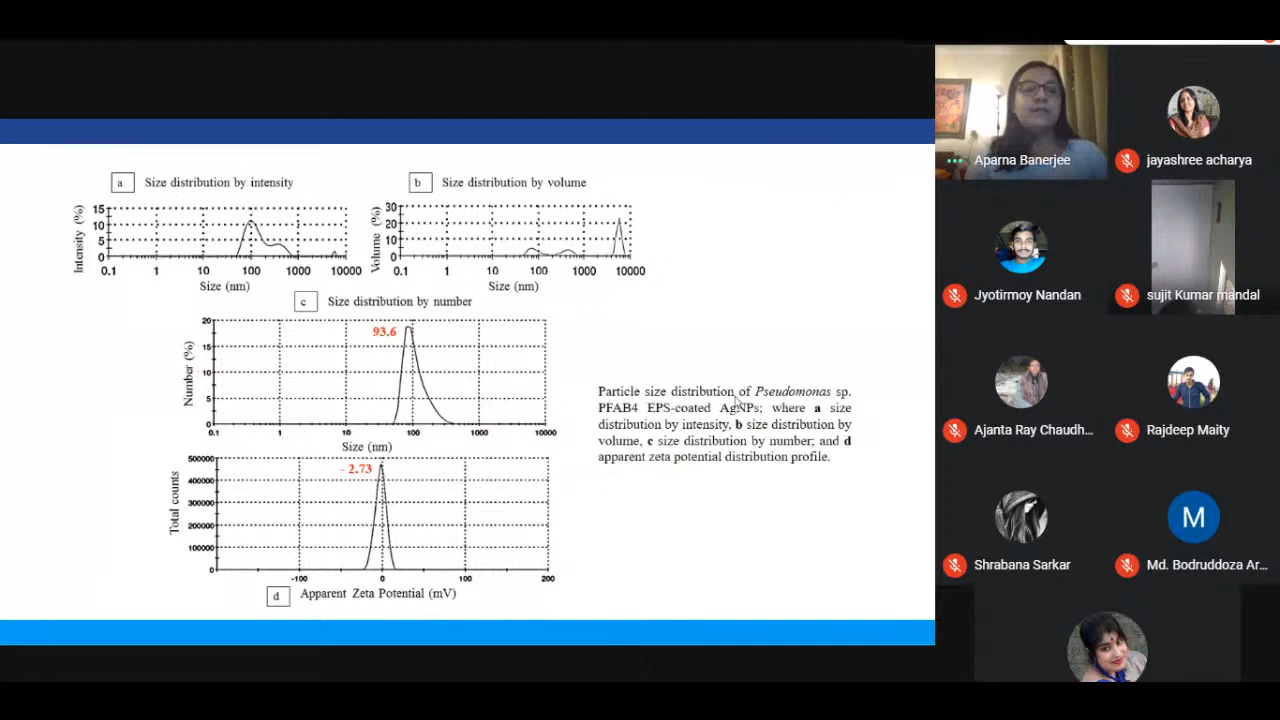 a Size distribution by intensity
b Size distribution by volume
Intensity (%)
15
10
5
0
0.1 1 10 100 1000 10000
Size (nm)
Volume (%)
30
20
10
0
0.1 1 10 100 1000 10000
Size (nm)
c Size distribution by number
93.6
Number (%)
20
15
10
5
0
0.1 1 10 100 1000 10000
Size (nm)
- 2.73
Total counts
500000
400000
300000
200000
100000
0
-100 0 100 200
d Apparent Zeta Potential (mV)
Particle size distribution of Pseudomonas sp.
PFAB4 EPS-coated AgNPs; where a size
distribution by intensity, b size distribution by
volume, c size distribution by number; and d
apparent zeta potential distribution profile.
Aparna Banerjee
jayashree acharya
Jyotirmoy Nandan
sujit Kumar mandal
Ajanta Ray Chaudh...
Rajdeep Maity
M
Shrabana Sarkar
Md. Bodruddoza Ar...